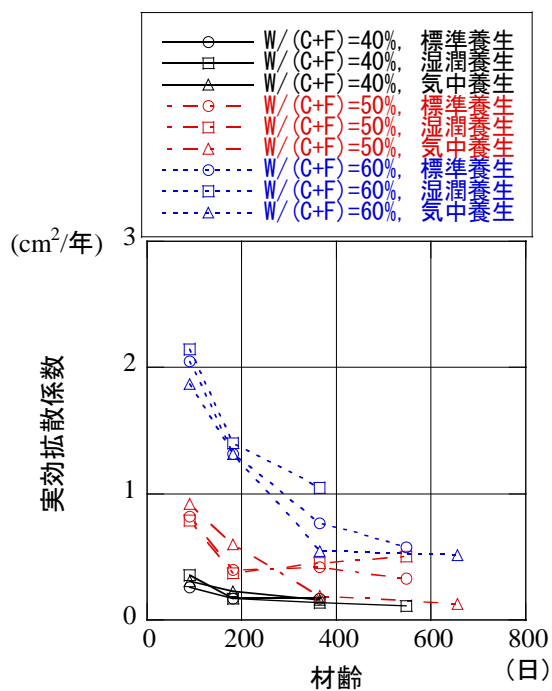 W/(C+F)=40%, 標準養生
W/(C+F)=40%, 湿潤養生
W/(C+F)=40%, 気中養生
W/(C+F)=50%, 標準養生
W/(C+F)=50%, 湿潤養生
W/(C+F)=50%, 気中養生
W/(C+F)=60%, 標準養生
W/(C+F)=60%, 湿潤養生
W/(C+F)=60%, 気中養生
(cm²/年)
3
2
1
0
実効拡散係数
0 200 400 600 800
材齢 (日)